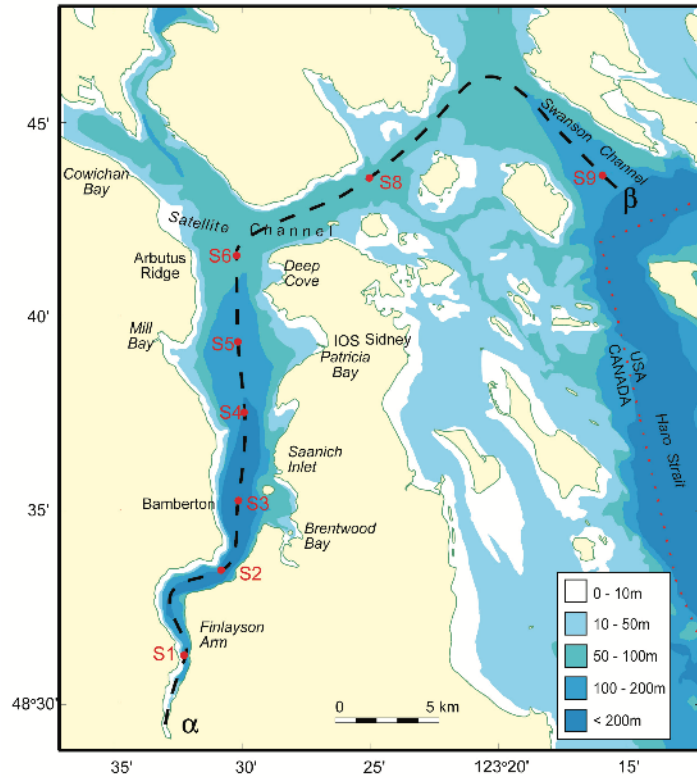 45'
Swanson Channel
S8
S9
β
Cowichan
Bay
Satellite Channel
S6
Arbutus
Ridge
Deep
Cove
40'
Mill
Bay
S5
IOS Sidney
Patricia
Bay
USA
CANADA
S4
Haro Strait
Saanich
Inlet
35'
Bamberton
S3
Brentwood
Bay
S2
0 - 10m
10 - 50m
50 - 100m
100 - 200m
< 200m
Finlayson
Arm
S1
48°30'
α
0 5 km
35'
30'
25'
123°20'
15'